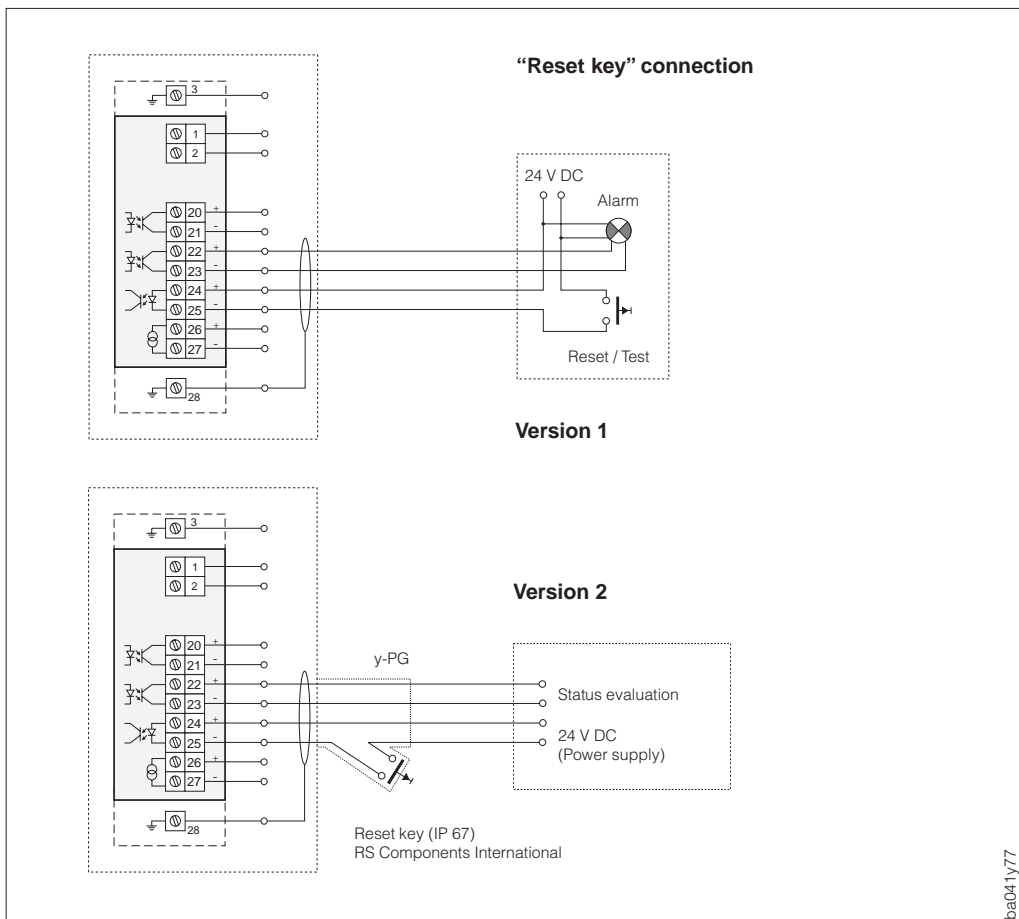 “Reset key” connection
3
1
2
20 +
21 -
22 +
23 -
24 +
25 -
26 +
27 -
28
24 V DC
Alarm
Reset / Test
Version 1
3
1
2
20 +
21 -
22 +
23 -
24 +
25 -
26 +
27 -
28
Version 2
y-PG
Status evaluation
24 V DC
(Power supply)
Reset key (IP 67)
RS Components International
ba041y77